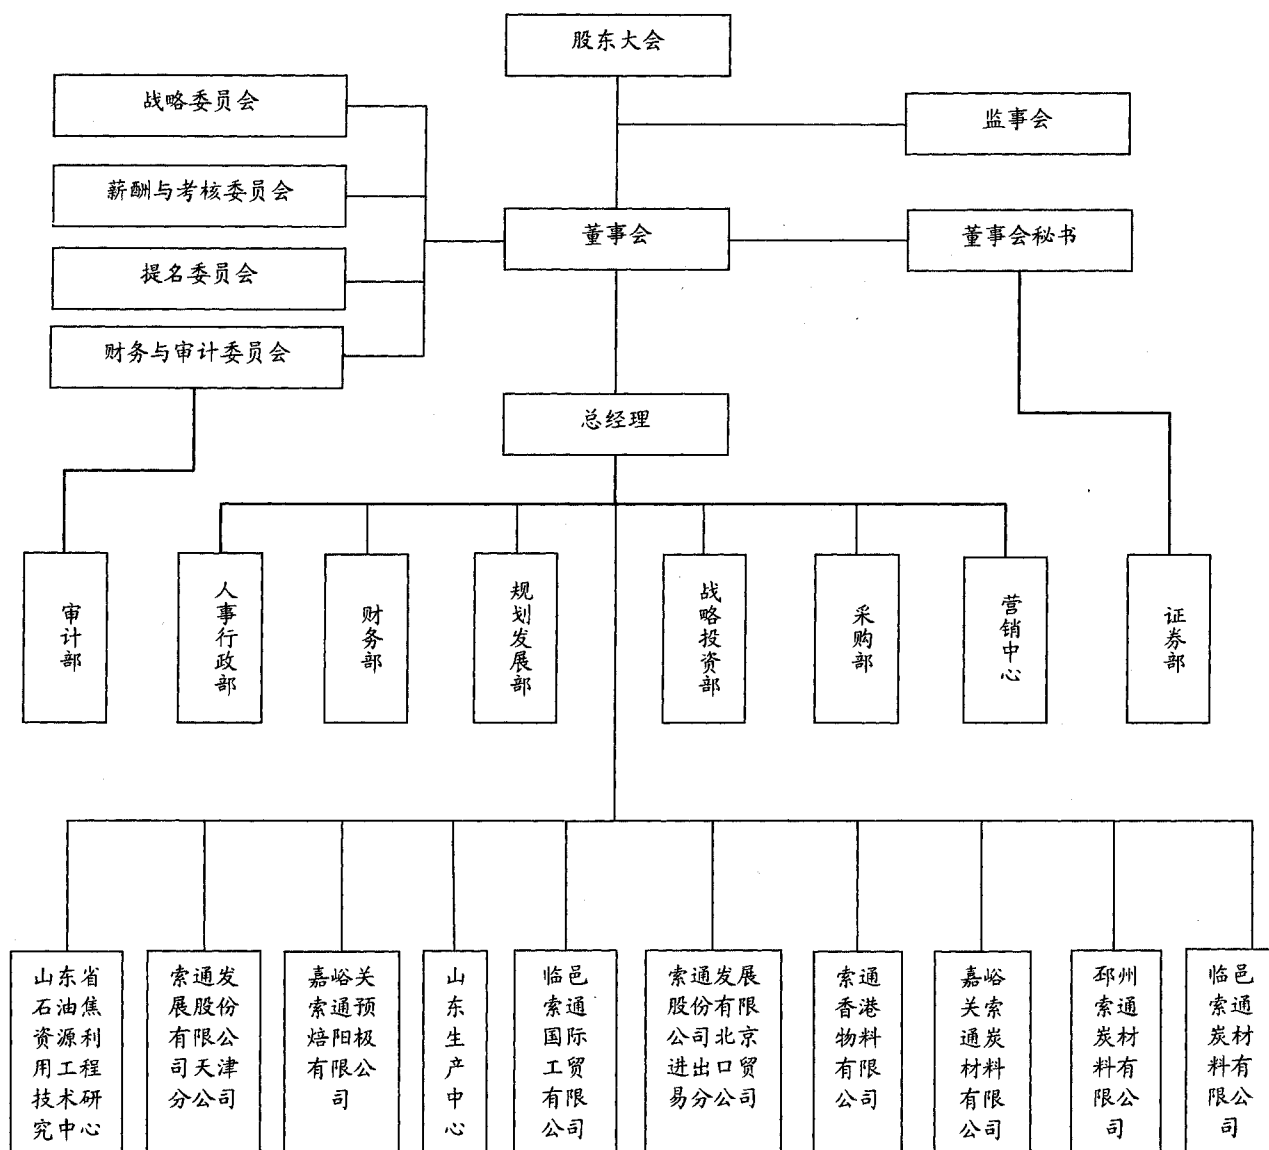 股东大会
战略委员会
监事会
薪酬与考核委员会
董事会
董事会秘书
提名委员会
财务与审计委员会
总经理
审计部
人事行政部
财务部
规划发展部
战略投资部
采购部
营销中心
证券部
山东省
石油焦
资源利
用工程
技术研
究中心
索通发
展股份
有限公
司天津
分公司
嘉峪关
索通预
焙阳极
有限公
司
山东生产中心
临邑
索通
国际
工贸
有限
公司
索通发展
股份有限
公司北京
进出口贸
易分公司
索通
香港
物料
有限
公司
嘉峪
关索
通炭
材料
有限
公司
邳州
索通
炭材
料有
限公
司
临邑
索通
炭材
料有
限公
司